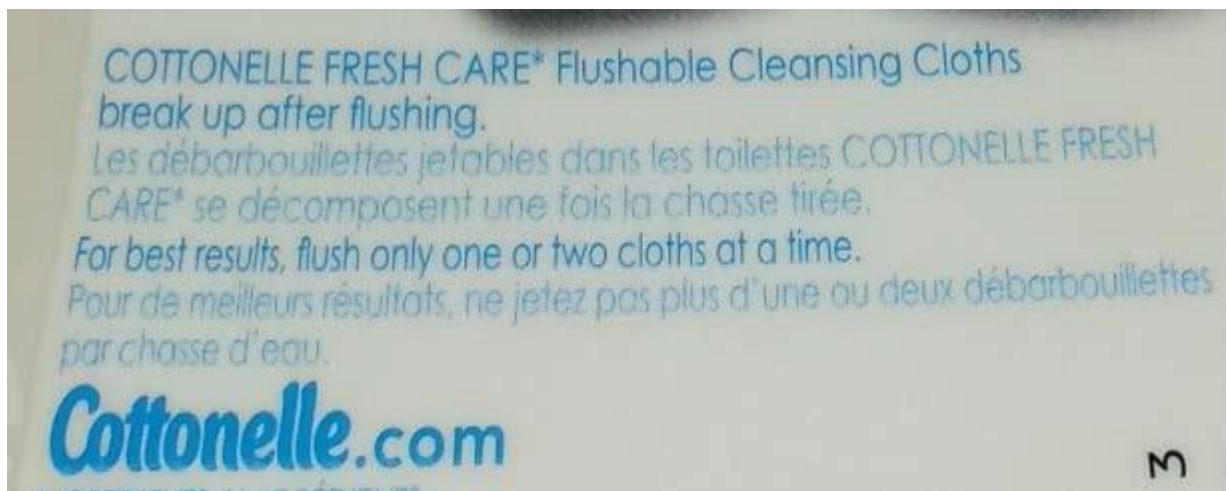 COTTONELLE FRESH CARE* Flushable Cleansing Cloths
break up after flushing.
Les débarbouillettes jetables dans les toilettes COTTONELLE FRESH
CARE* se décomposent une fois la chasse tirée.
For best results, flush only one or two cloths at a time.
Pour de meilleurs résultats, ne jetez pas plus d'une ou deux débarbouillettes
par chasse d'eau.
Cottonelle.com